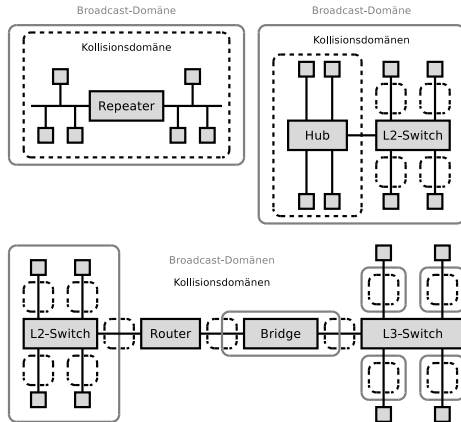 Broadcast-Domäne
Broadcast-Domäne
Kollisionsdomäne
Kollisionsdomänen
Repeater
Hub
L2-Switch
Broadcast-Domänen
Kollisionsdomänen
L2-Switch
Router
Bridge
L3-Switch